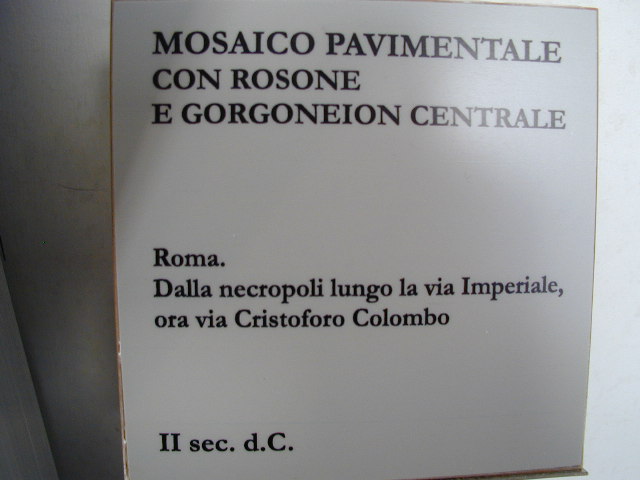 MOSAICO PAVIMENTALE
CON ROSONE
E GORGONEION CENTRALE
Roma.
Dalla necropoli lungo la via Imperiale,
ora via Cristoforo Colombo
II sec. d.C.